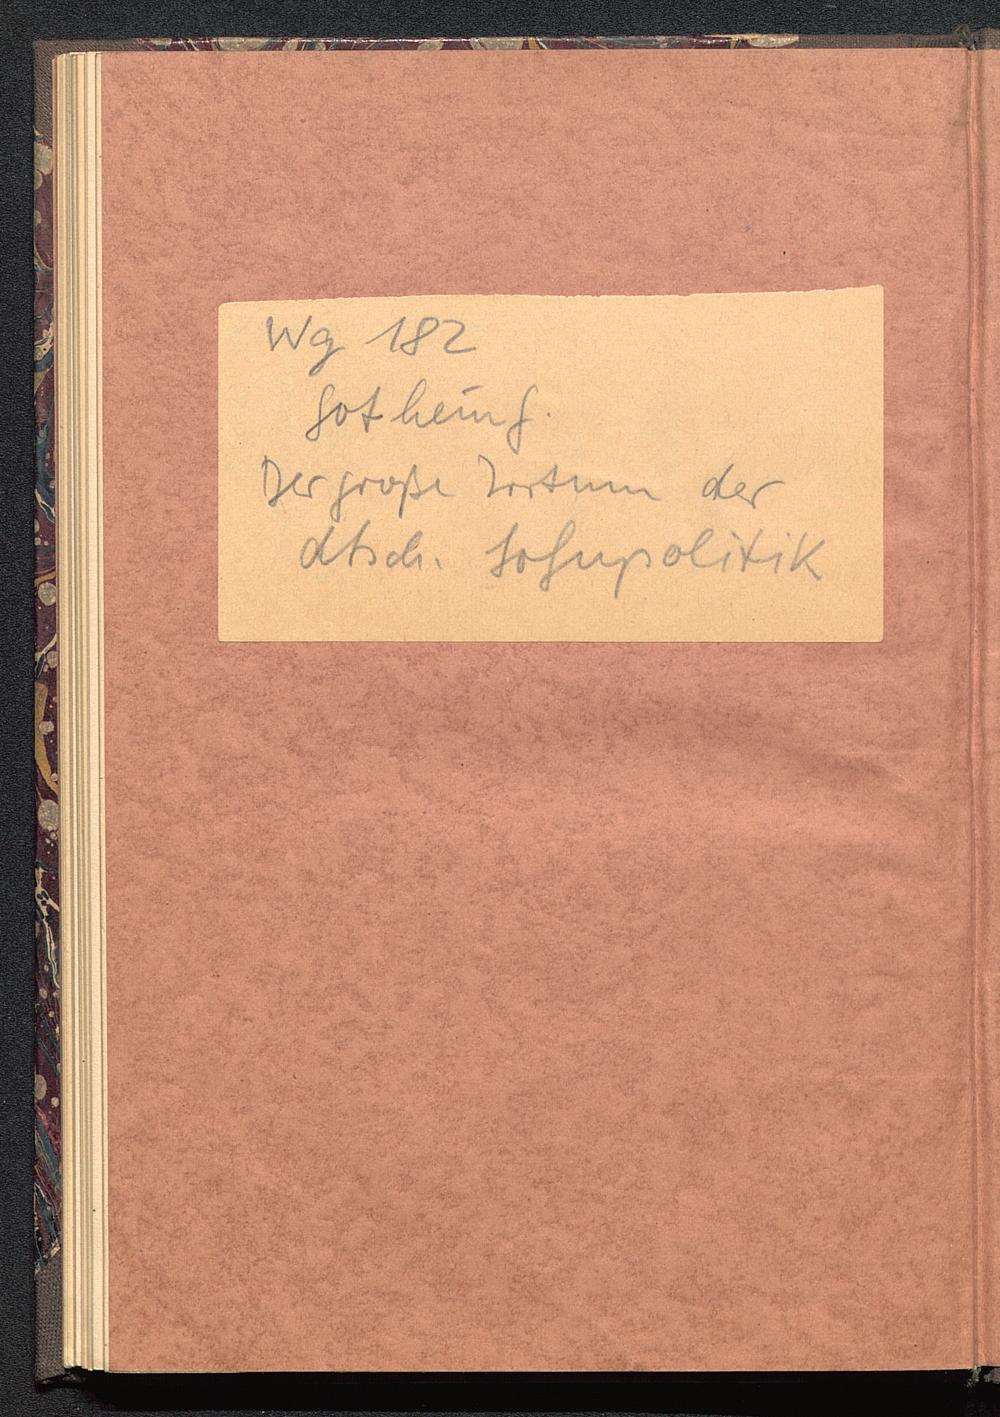 Wg 182
Gothein, G.
Der große Irrtum der
dtsch. Lohnpolitik